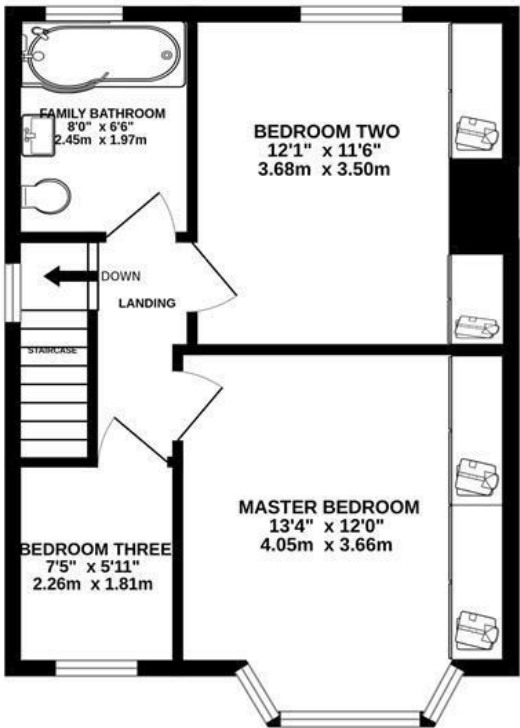 FAMILY BATHROOM
8'0" x 6'6"
2.45m x 1.97m
BEDROOM TWO
12'1" x 11'6"
3.68m x 3.50m
DOWN
LANDING
STAIRCASE
MASTER BEDROOM
13'4" x 12'0"
4.05m x 3.66m
BEDROOM THREE
7'5" x 5'11"
2.26m x 1.81m